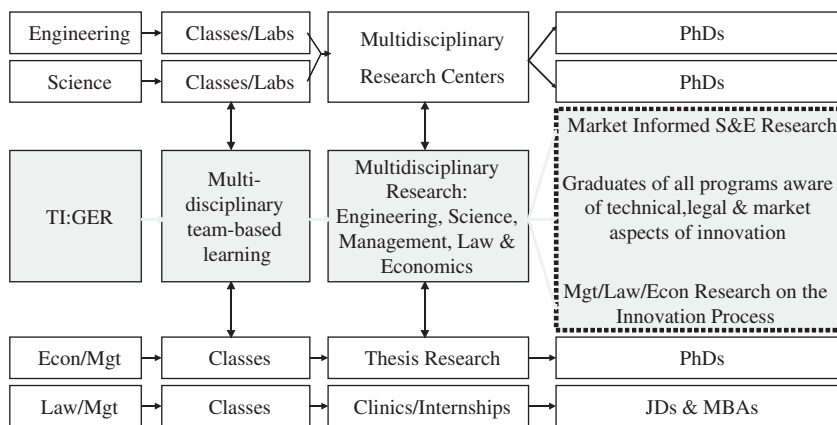 Engineering
Classes/Labs
Multidisciplinary
Research Centers
PhDs
Science
Classes/Labs
PhDs
TI:GER
Multi-
disciplinary
team-based
learning
Multidisciplinary
Research:
Engineering, Science,
Management, Law &
Economics
Market Informed S&E Research
Graduates of all programs aware
of technical,legal & market
aspects of innovation
Mgt/Law/Econ Research on the
Innovation Process
Econ/Mgt
Classes
Thesis Research
PhDs
Law/Mgt
Classes
Clinics/Internships
JDs & MBAs